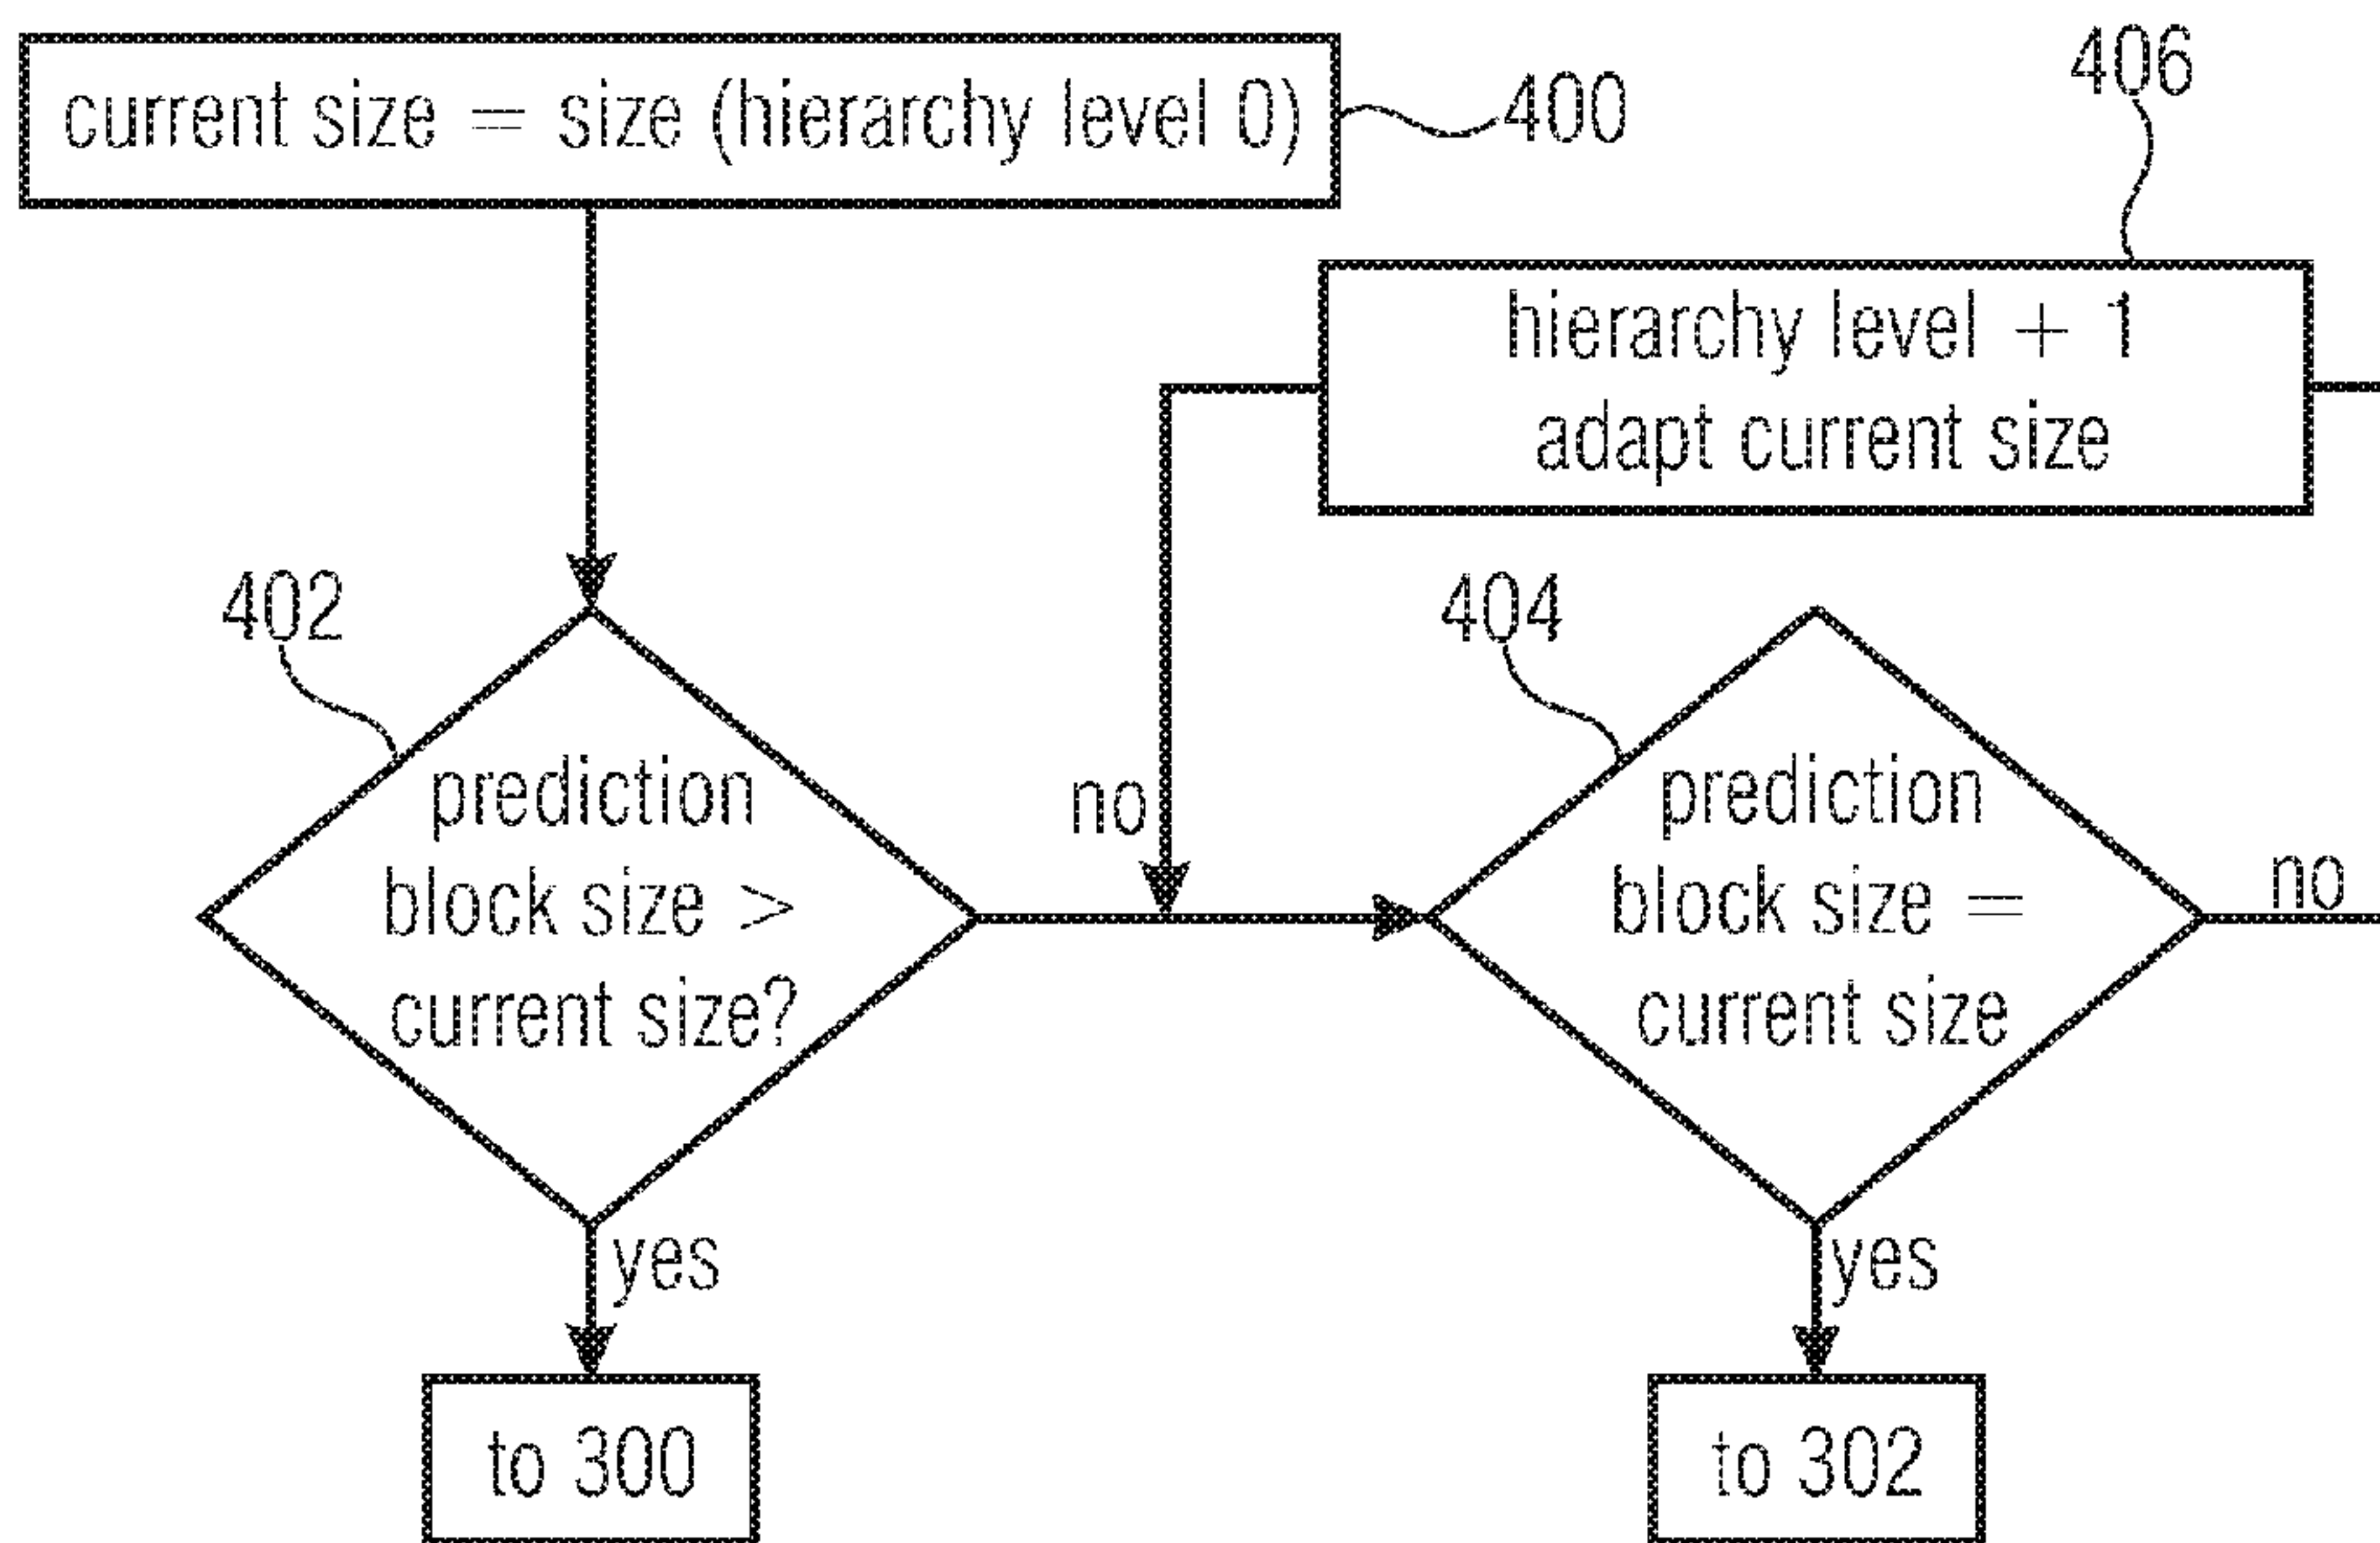 current size = size (hierarchy level 0)
400
406
hierarchy level + 1
adapt current size
402
prediction
block size >
current size?
no
404
prediction
block size =
current size
no
yes
yes
to 300
to 302